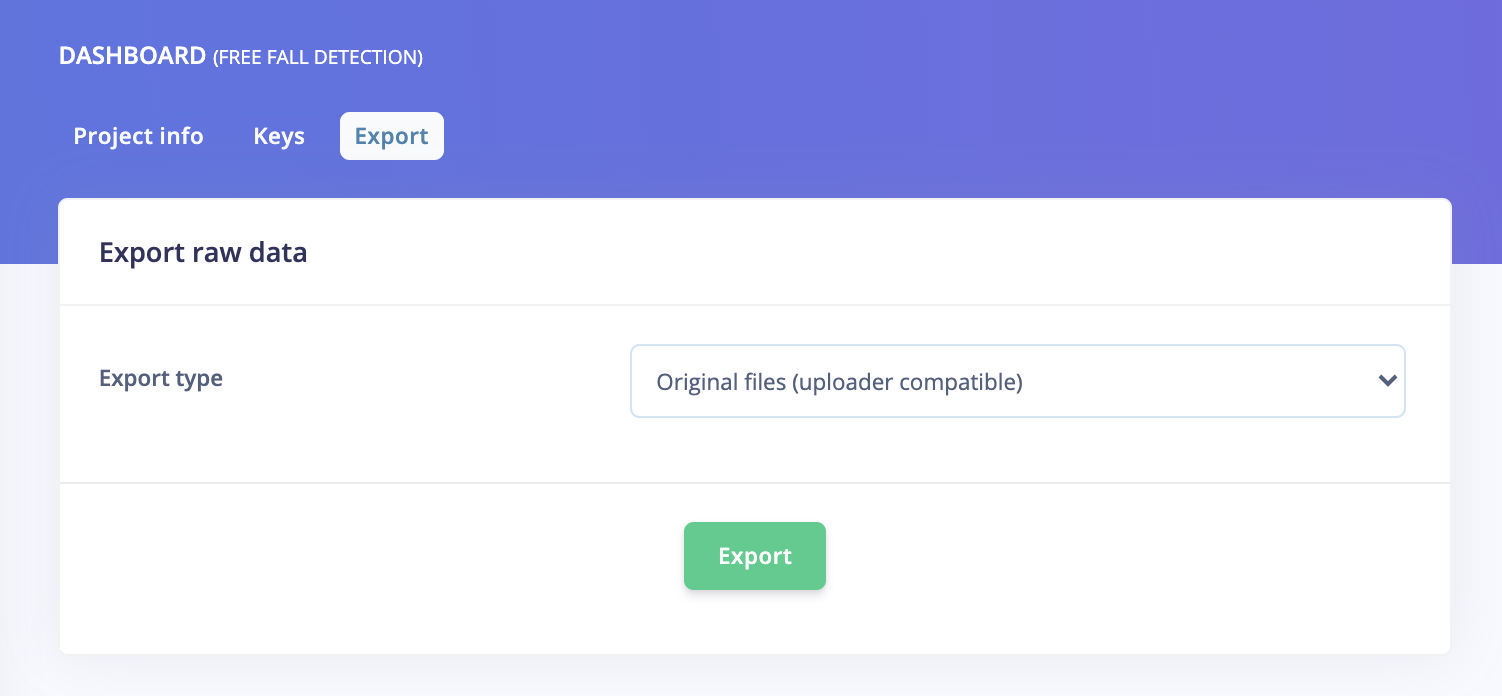 DASHBOARD (FREE FALL DETECTION)
Project info Keys Export
Export raw data
Export type Original files (uploader compatible)
Export